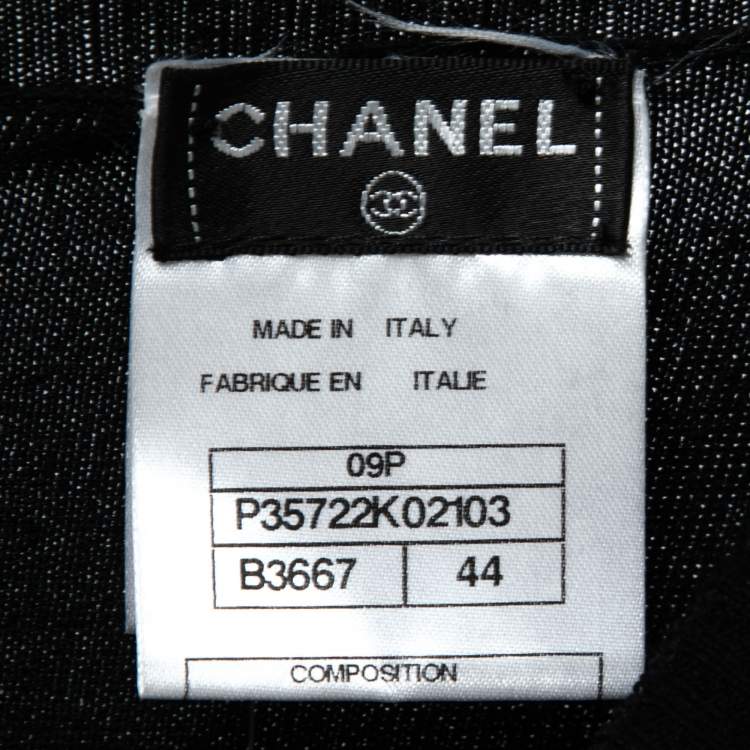 CHANEL
MADE IN ITALY
FABRIQUE EN ITALIE
09P
P35722K02103
B3667 44
COMPOSITION